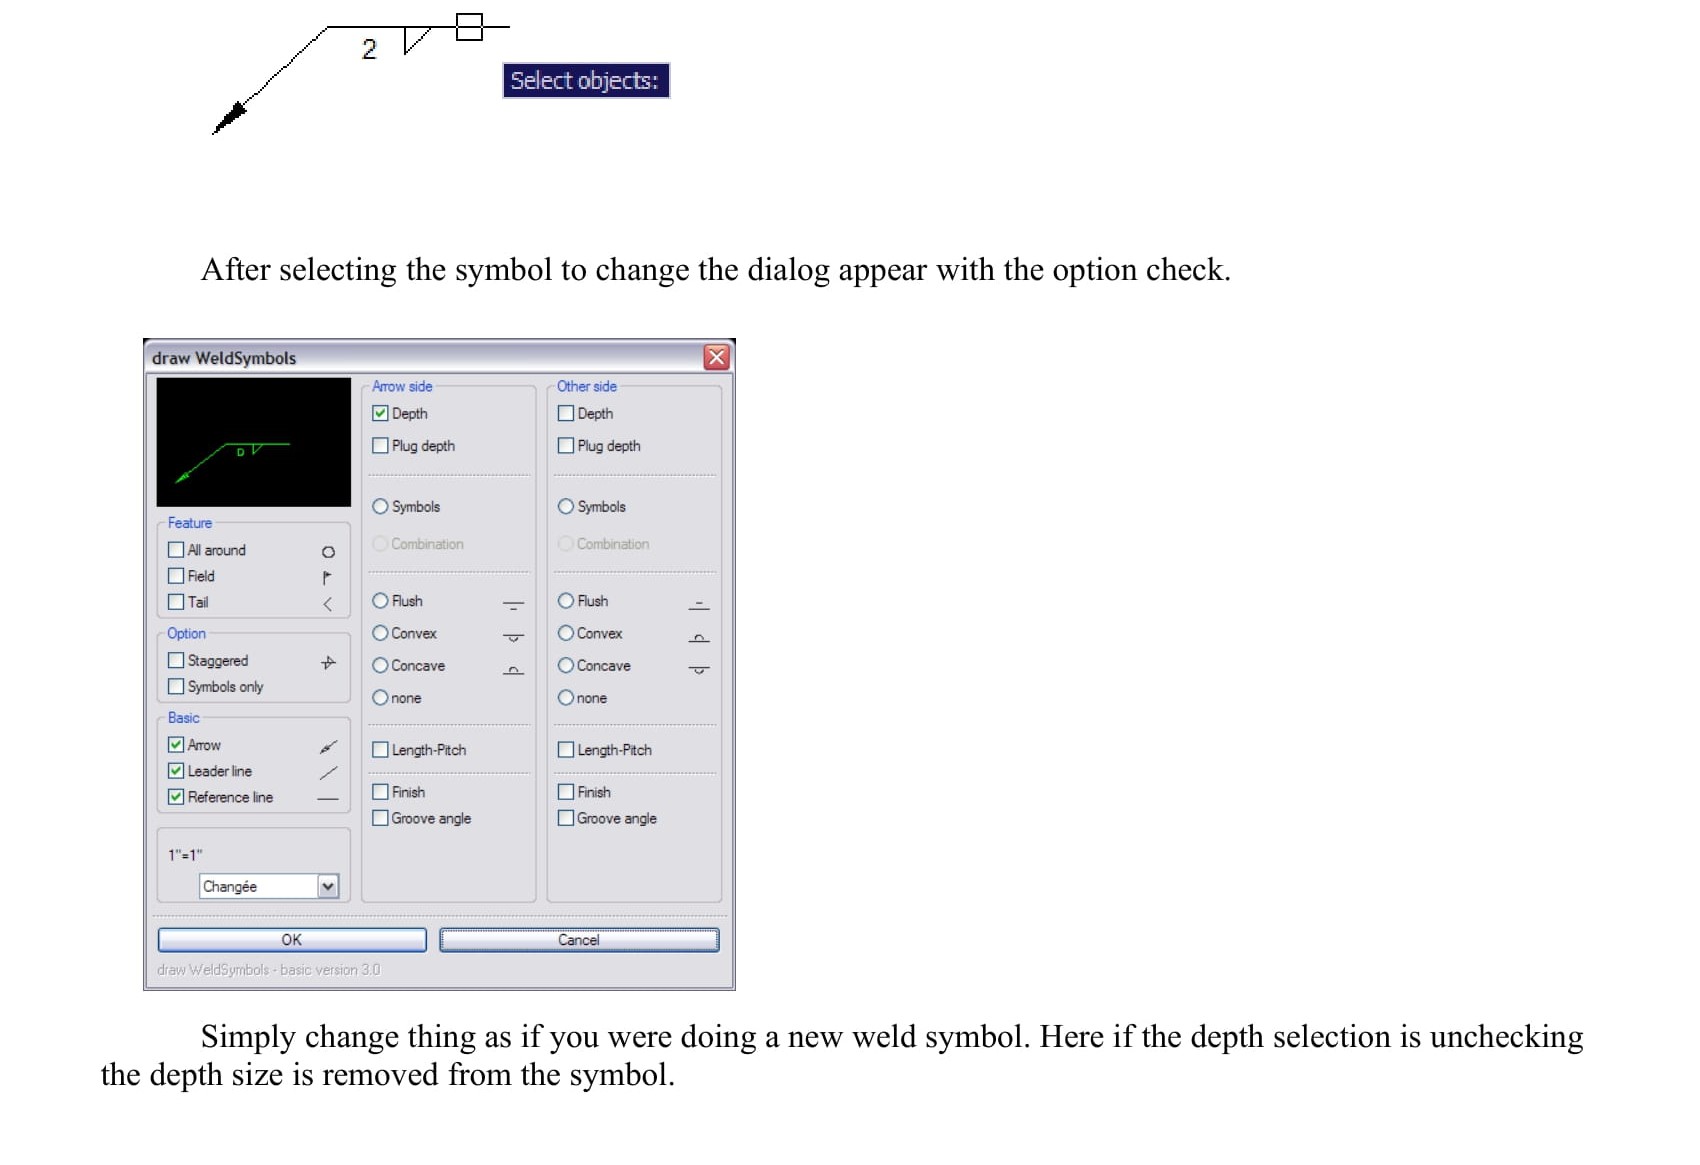 2
Select objects:
After selecting the symbol to change the dialog appear with the option check.
draw WeldSymbols
D
Feature
All around
Field
Tail
Option
Staggered
Symbols only
Basic
Arrow
Leader line
Reference line
1"=1"
Changée
Arrow side
Depth
Plug depth
Symbols
Combination
Flush
Convex
Concave
none
Length-Pitch
Finish
Groove angle
Other side
Depth
Plug depth
Symbols
Combination
Flush
Convex
Concave
none
Length-Pitch
Finish
Groove angle
OK
Cancel
draw WeldSymbols - basic version 3.0
Simply change thing as if you were doing a new weld symbol. Here if the depth selection is unchecking
the depth size is removed from the symbol.